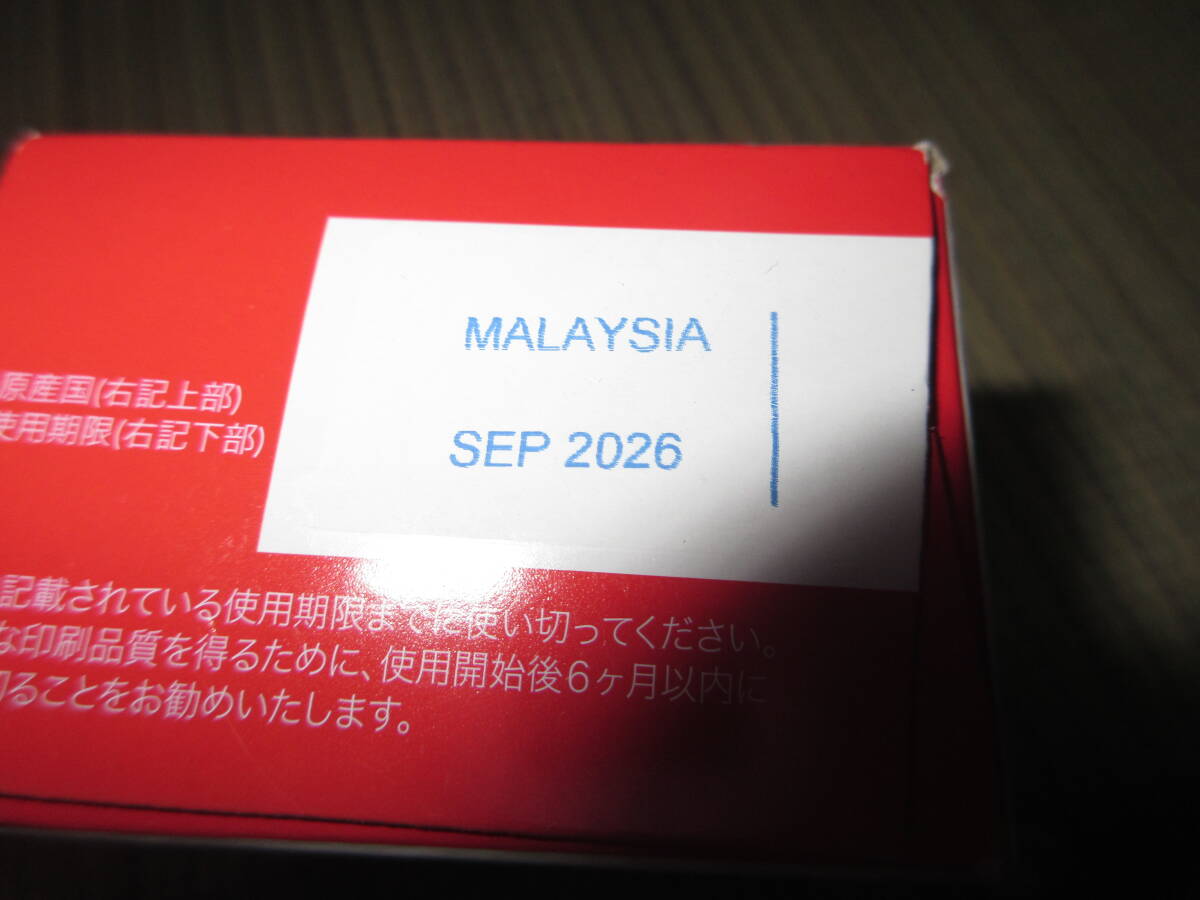 MALAYSIA
原産国(右記上部)
使用期限(右記下部)
SEP 2026
記載されている使用期限までに使い切ってください。
な印刷品質を得るために、使用開始後6ヶ月以内に
切ることをお勧めいたします。